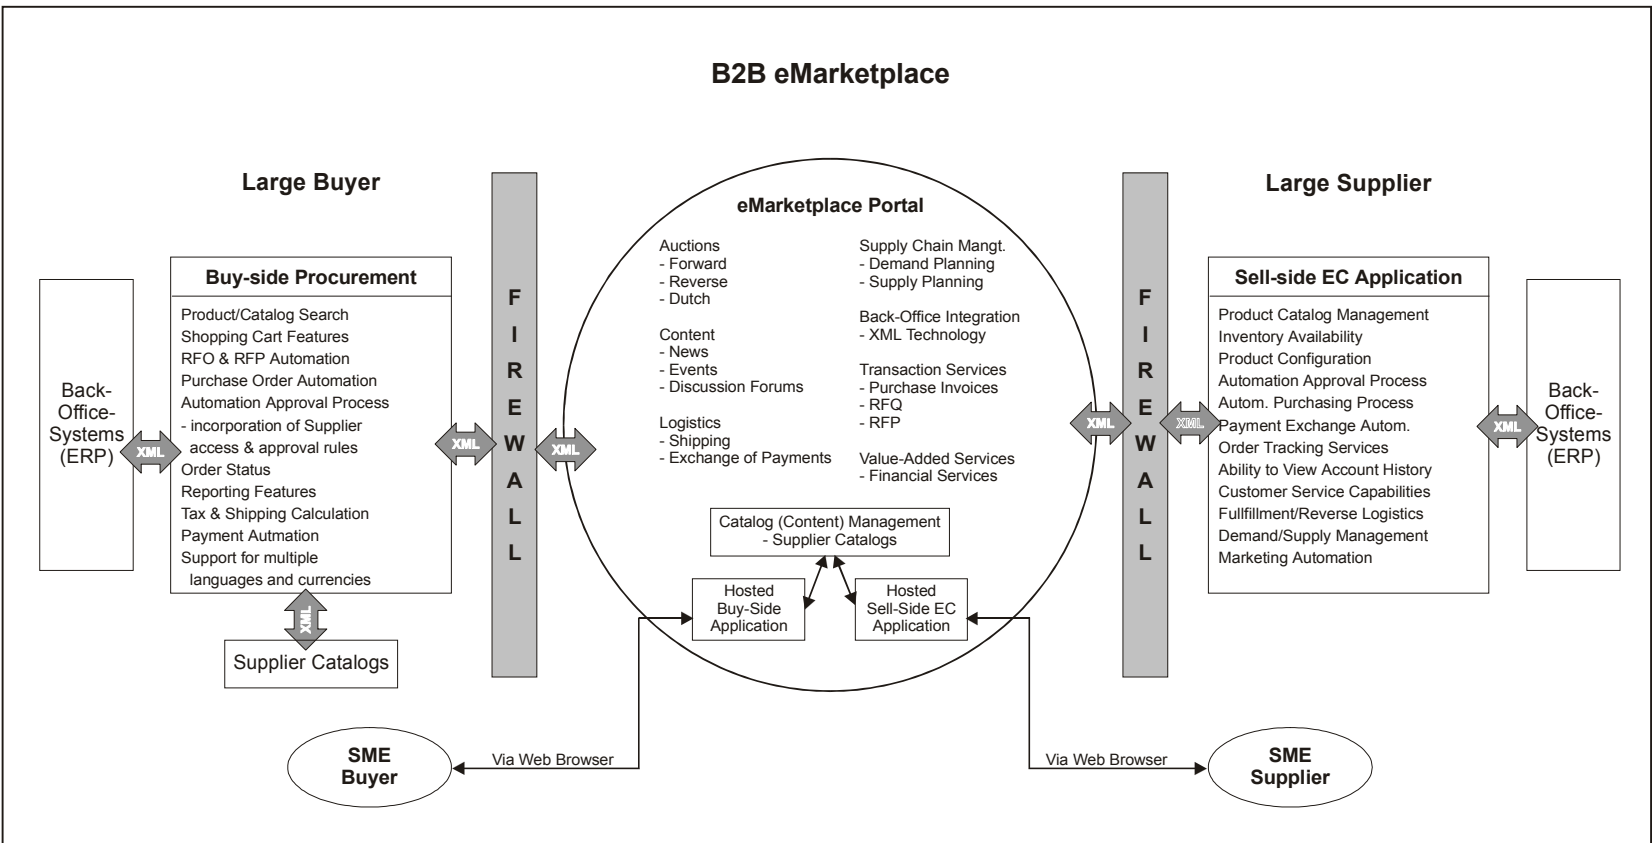 B2B eMarketplace
Large Buyer
Back-
Office-
Systems
(ERP)
XML
Buy-side Procurement
Product/Catalog Search
Shopping Cart Features
RFO & RFP Automation
Purchase Order Automation
Automation Approval Process
- incorporation of Supplier
access & approval rules
Order Status
Reporting Features
Tax & Shipping Calculation
Payment Autmation
Support for multiple
languages and currencies
XML
Supplier Catalogs
XML
FIREWALL
XML
eMarketplace Portal
Auctions
- Forward
- Reverse
- Dutch
Content
- News
- Events
- Discussion Forums
Logistics
- Shipping
- Exchange of Payments
Supply Chain Mangt.
- Demand Planning
- Supply Planning
Back-Office Integration
- XML Technology
Transaction Services
- Purchase Invoices
- RFQ
- RFP
Value-Added Services
- Financial Services
Catalog (Content) Management
- Supplier Catalogs
Hosted
Buy-Side
Application
Hosted
Sell-Side EC
Application
XML
FIREWALL
XML
Large Supplier
Sell-side EC Application
Product Catalog Management
Inventory Availability
Product Configuration
Automation Approval Process
Autom. Purchasing Process
Payment Exchange Autom.
Order Tracking Services
Ability to View Account History
Customer Service Capabilities
Fullfillment/Reverse Logistics
Demand/Supply Management
Marketing Automation
XML
Back-
Office-
Systems
(ERP)
SME
Buyer
Via Web Browser
Via Web Browser
SME
Supplier